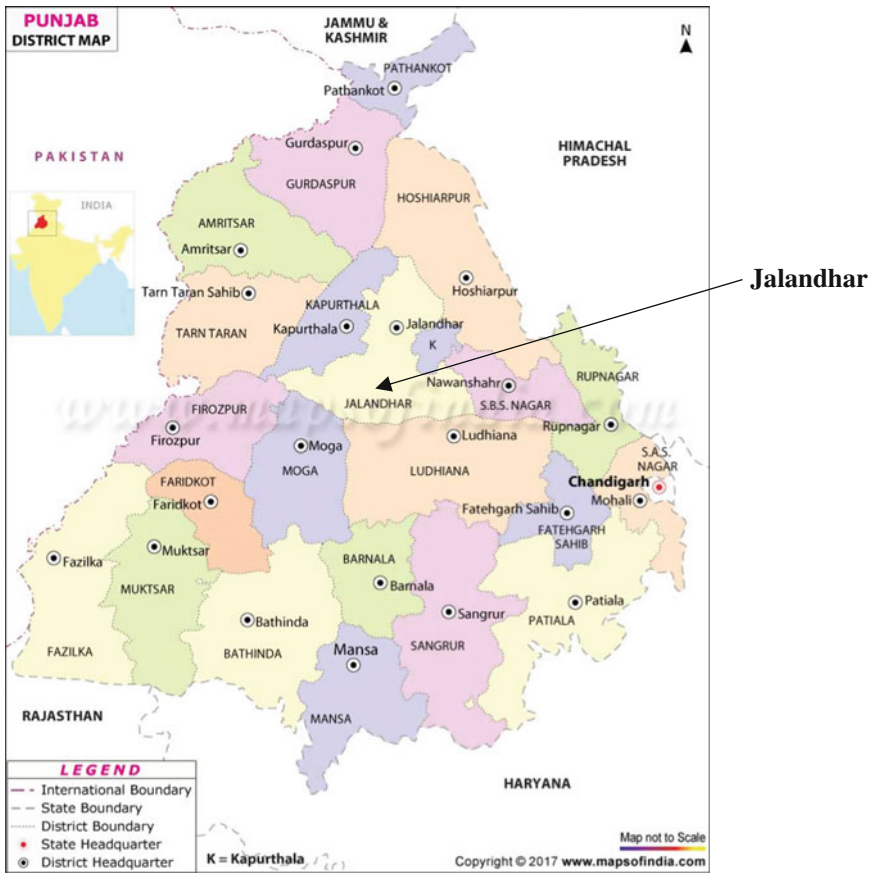 PUNJAB
DISTRICT MAP
JAMMU &
KASHMIR
N
PATHANKOT
Pathankot
Gurdaspur
GURDASPUR
PAKISTAN
HIMACHAL
PRADESH
INDIA
HOSHIARPUR
AMRITSAR
Amritsar
Hoshiarpur
Jalandhar
Tarn Taran Sahib
KAPURTHALA
TARN TARAN
Kapurthala
Jalandhar
K
RUPNAGAR
Nawanshahr
S.B.S. NAGAR
JALANDHAR
www.mapsofindia.com
FIROZPUR
Firozpur
Moga
MOGA
Ludhiana
LUDHIANA
Rupnagar
S.A.S.
NAGAR
Chandigarh
Mohali
FARIDKOT
Faridkot
Fatehgarh Sahib
FATEHGARH
SAHIB
Fazilka
Muktsar
MUKTSAR
BARNALA
Barnala
Bathinda
BATHINDA
Sangrur
SANGRUR
Patiala
PATIALA
FAZILKA
Mansa
MANSA
RAJASTHAN
HARYANA
LEGEND
International Boundary
State Boundary
District Boundary
State Headquarter
District Headquarter
K = Kapurthala
Map not to Scale
Copyright © 2017 www.mapsofindia.com